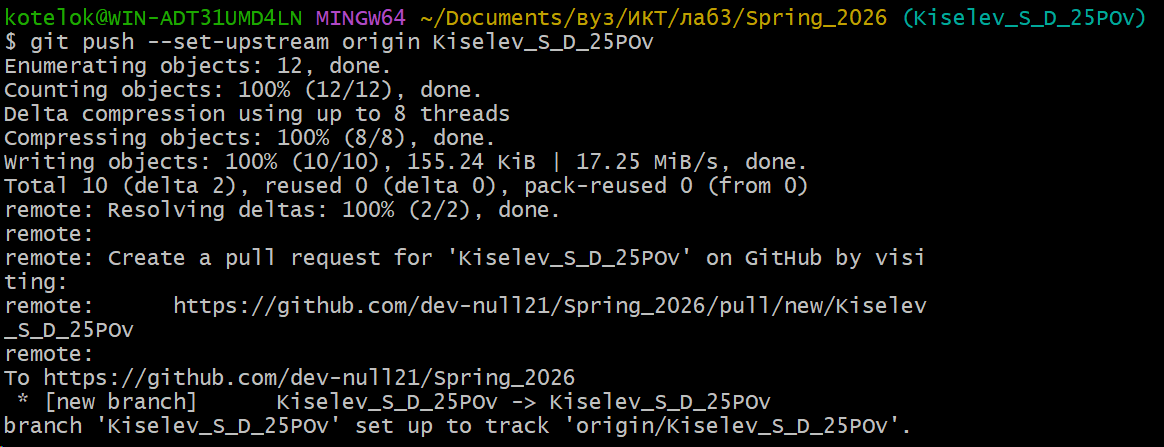 kotelok@WIN-ADT31UMD4LN MINGW64 ~/Documents/вуз/ИКТ/лаб3/Spring_2026 (Kiselev_S_D_25POv)
$ git push --set-upstream origin Kiselev_S_D_25POv
Enumerating objects: 12, done.
Counting objects: 100% (12/12), done.
Delta compression using up to 8 threads
Compressing objects: 100% (8/8), done.
Writing objects: 100% (10/10), 155.24 KiB | 17.25 MiB/s, done.
Total 10 (delta 2), reused 0 (delta 0), pack-reused 0 (from 0)
remote: Resolving deltas: 100% (2/2), done.
remote:
remote: Create a pull request for 'Kiselev_S_D_25POv' on GitHub by visi
ting:
remote:      https://github.com/dev-null21/Spring_2026/pull/new/Kiselev
_S_D_25POv
remote:
To https://github.com/dev-null21/Spring_2026
 * [new branch]      Kiselev_S_D_25POv -> Kiselev_S_D_25POv
branch 'Kiselev_S_D_25POv' set up to track 'origin/Kiselev_S_D_25POv'.